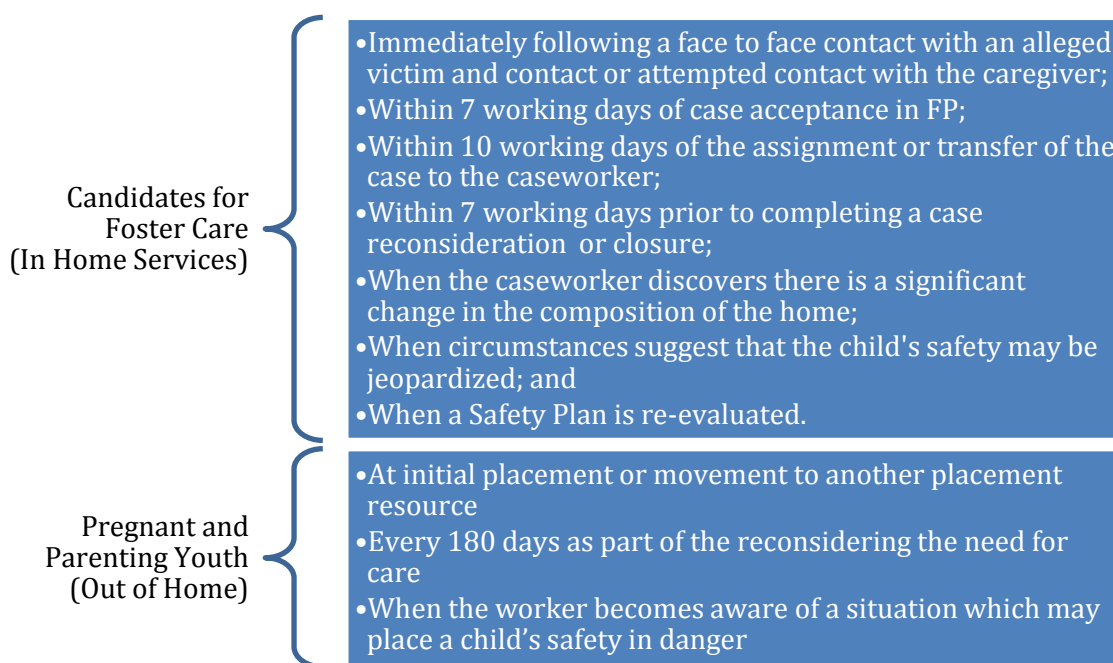 Candidates for
Foster Care
(In Home Services)
•Immediately following a face to face contact with an alleged
victim and contact or attempted contact with the caregiver;
•Within 7 working days of case acceptance in FP;
•Within 10 working days of the assignment or transfer of the
case to the caseworker;
•Within 7 working days prior to completing a case
reconsideration or closure;
•When the caseworker discovers there is a significant
change in the composition of the home;
•When circumstances suggest that the child's safety may be
jeopardized; and
•When a Safety Plan is re-evaluated.
Pregnant and
Parenting Youth
(Out of Home)
•At initial placement or movement to another placement
resource
•Every 180 days as part of the reconsidering the need for
care
•When the worker becomes aware of a situation which may
place a child’s safety in danger